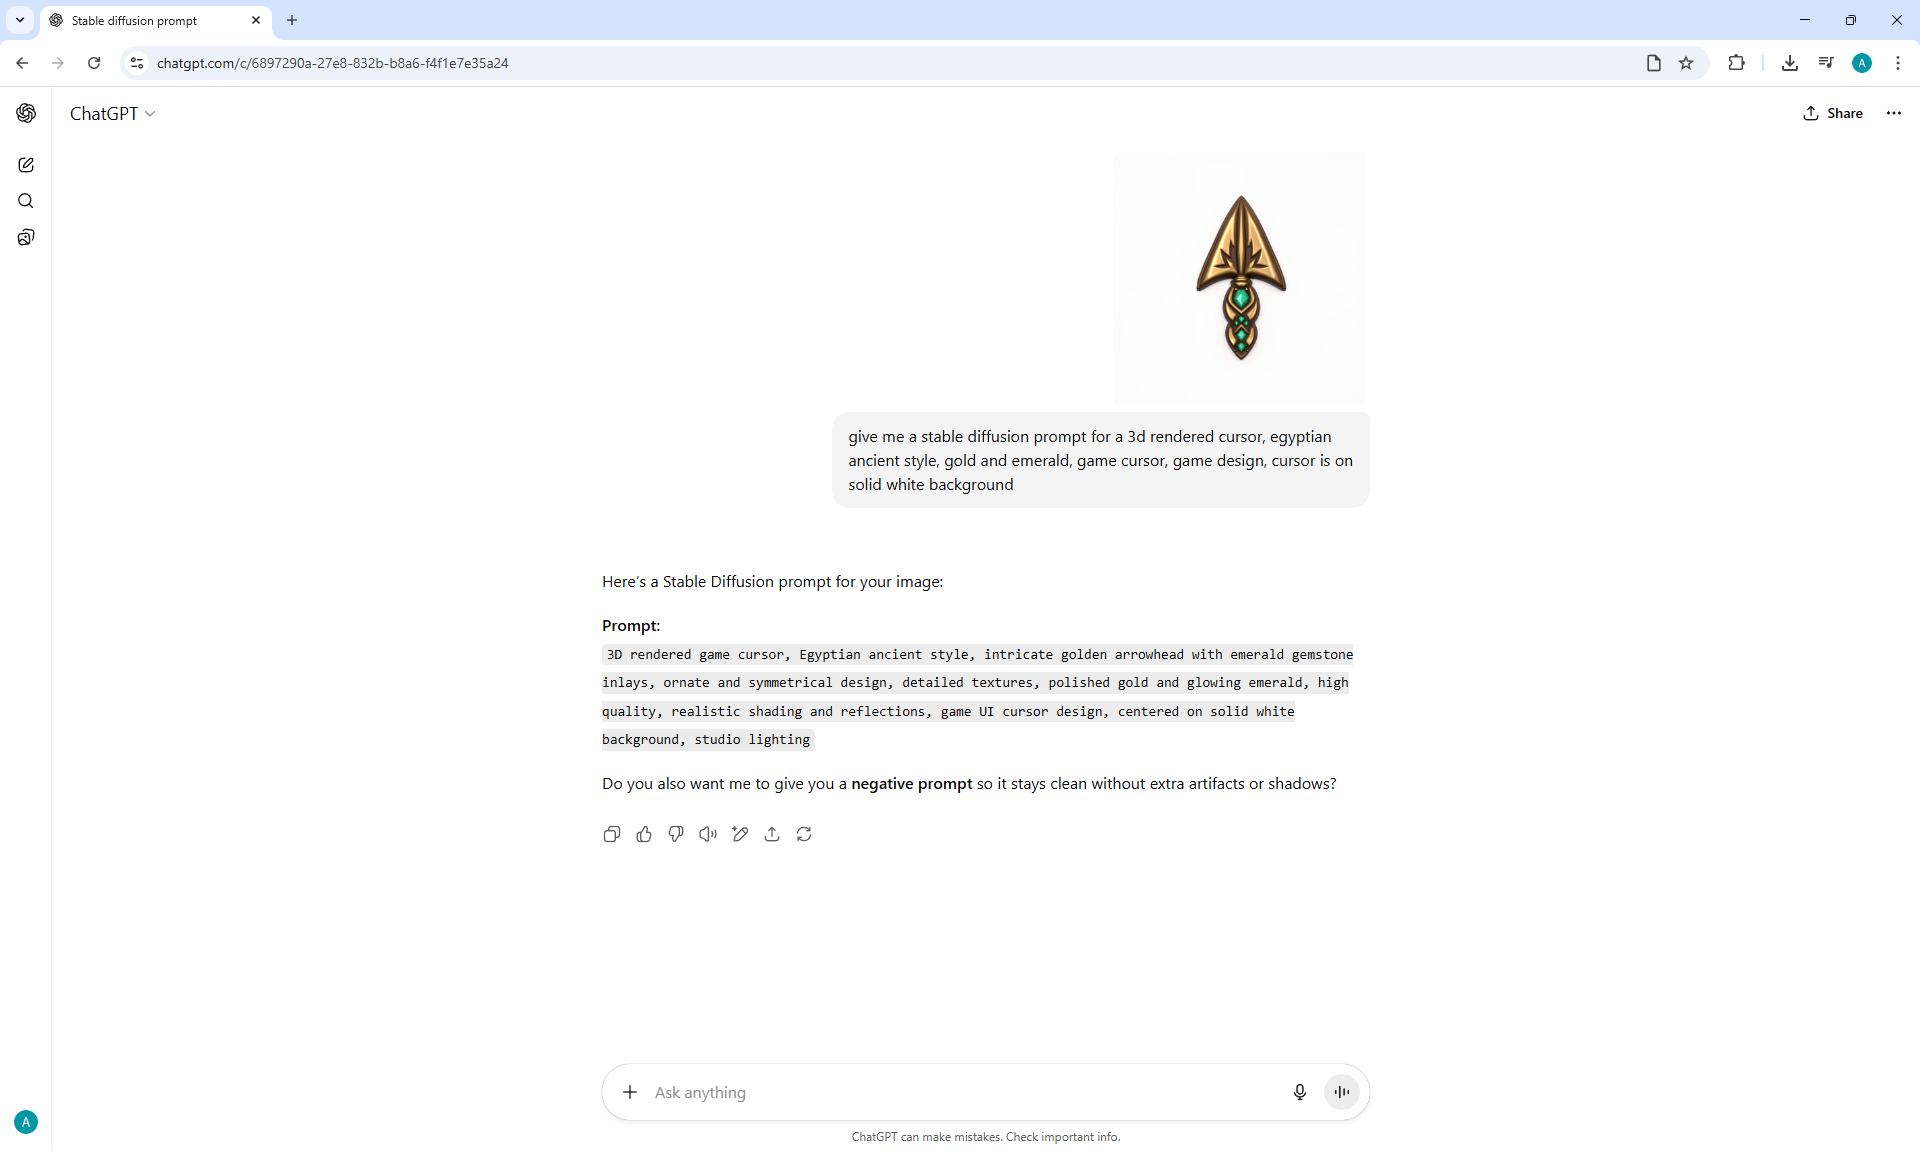 Stable diffusion prompt
chatgpt.com/c/6897290a-27e8-832b-b8a6-f4f1e7e35a24
A
ChatGPT
Share
give me a stable diffusion prompt for a 3d rendered cursor, egyptian
ancient style, gold and emerald, game cursor, game design, cursor is on
solid white background
Here's a Stable Diffusion prompt for your image:
Prompt:
3D rendered game cursor, Egyptian ancient style, intricate golden arrowhead with emerald gemstone
inlays, ornate and symmetrical design, detailed textures, polished gold and glowing emerald, high
quality, realistic shading and reflections, game UI cursor design, centered on solid white
background, studio lighting
Do you also want me to give you a negative prompt so it stays clean without extra artifacts or shadows?
Ask anything
A
ChatGPT can make mistakes. Check important info.